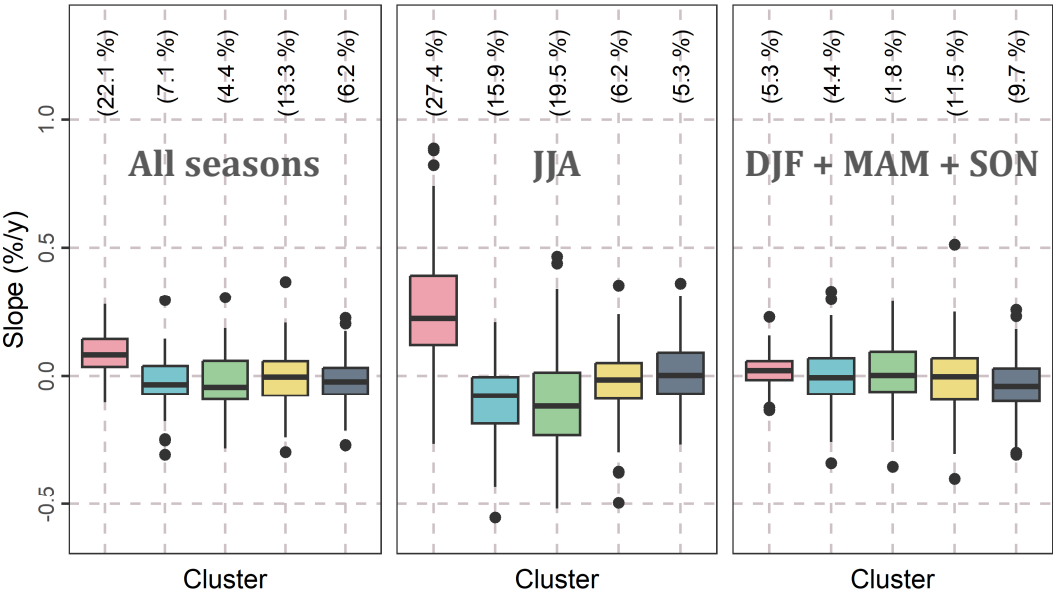 (22.1 %)
(7.1 %)
(4.4 %)
(13.3 %)
(6.2 %)
(27.4 %)
(15.9 %)
(19.5 %)
(6.2 %)
(5.3 %)
(5.3 %)
(4.4 %)
(1.8 %)
(11.5 %)
(9.7 %)
All seasons
JJA
DJF + MAM + SON
Slope (%/y)
1.0
0.5
0.0
-0.5
Cluster
Cluster
Cluster